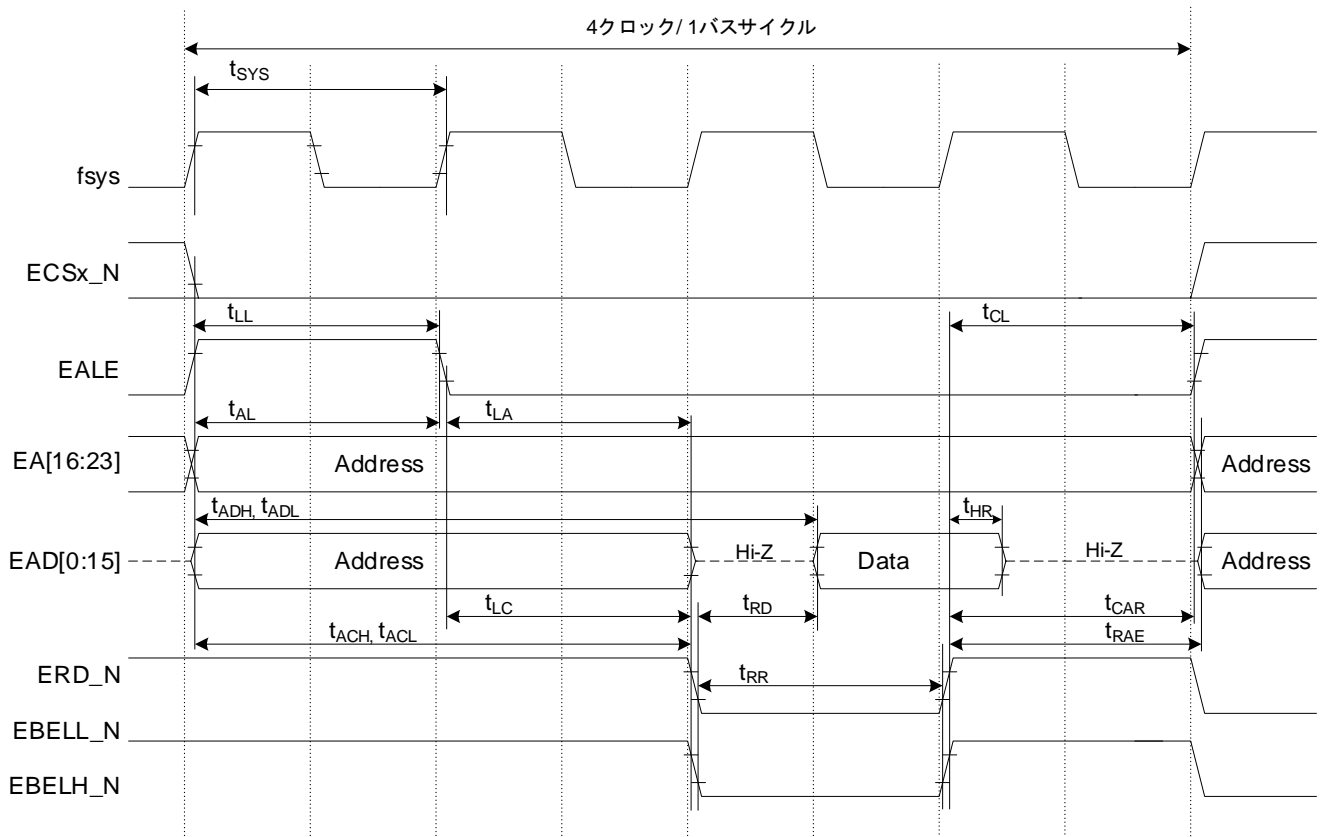 4クロック/ 1バスサイクル
tSYS
fsys
ECSx_N
tLL
tCL
EALE
tAL
tLA
EA[16:23]
Address
Address
tADH, tADL
tHR
EAD[0:15]
Address
Hi-Z
Data
Hi-Z
Address
tLC
tRD
tCAR
tACH, tACL
tRAE
ERD_N
tRR
EBELL_N
EBELH_N